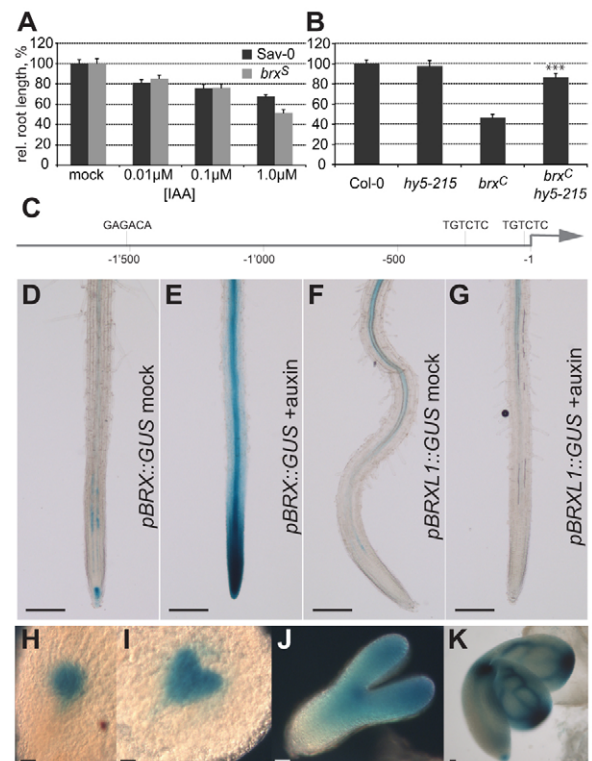 A
B
rel. root length, %
120
100
80
60
40
20
0
Sav-0
brxS
mock
0.01µM
0.1µM
1.0µM
[IAA]
120
100
80
60
40
20
0
***
Col-0
hy5-215
brxC
brxC
hy5-215
C
GAGACA
TGTCTC
TGTCTC
-1'500
-1'000
-500
-1
D
E
F
G
pBRX::GUS mock
pBRX::GUS +auxin
pBRXL1::GUS mock
pBRXL1::GUS +auxin
H
I
J
K